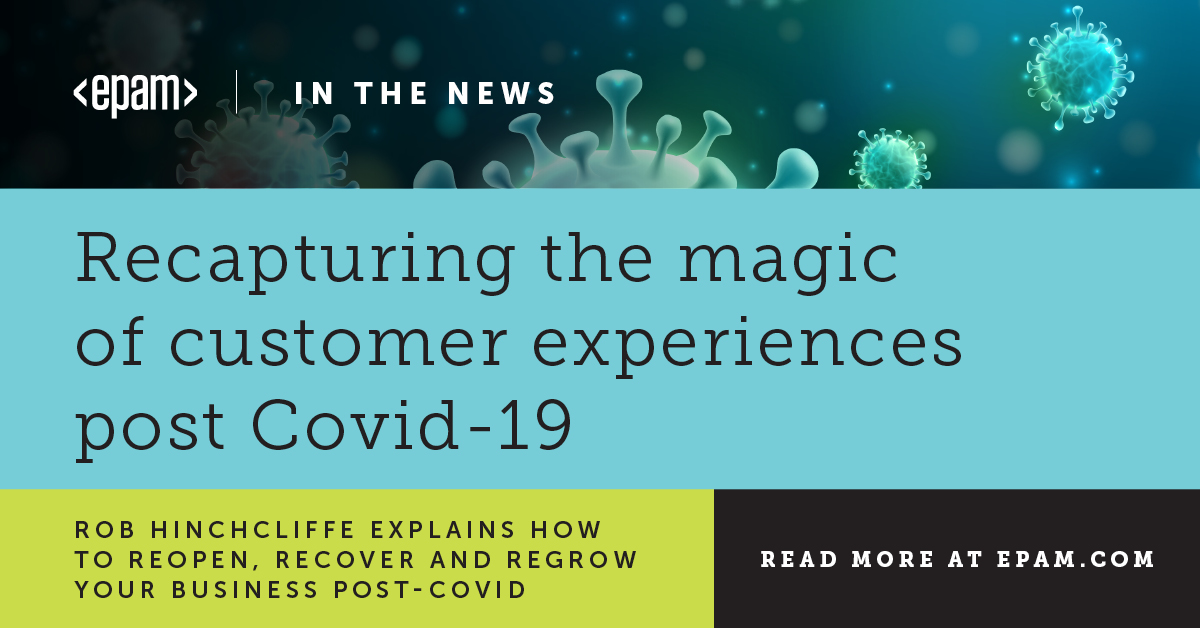 <epam> IN THE NEWS
Recapturing the magic
of customer experiences
post Covid-19
ROB HINCHCLIFFE EXPLAINS HOW
TO REOPEN, RECOVER AND REGROW
YOUR BUSINESS POST-COVID
READ MORE AT EPAM.COM